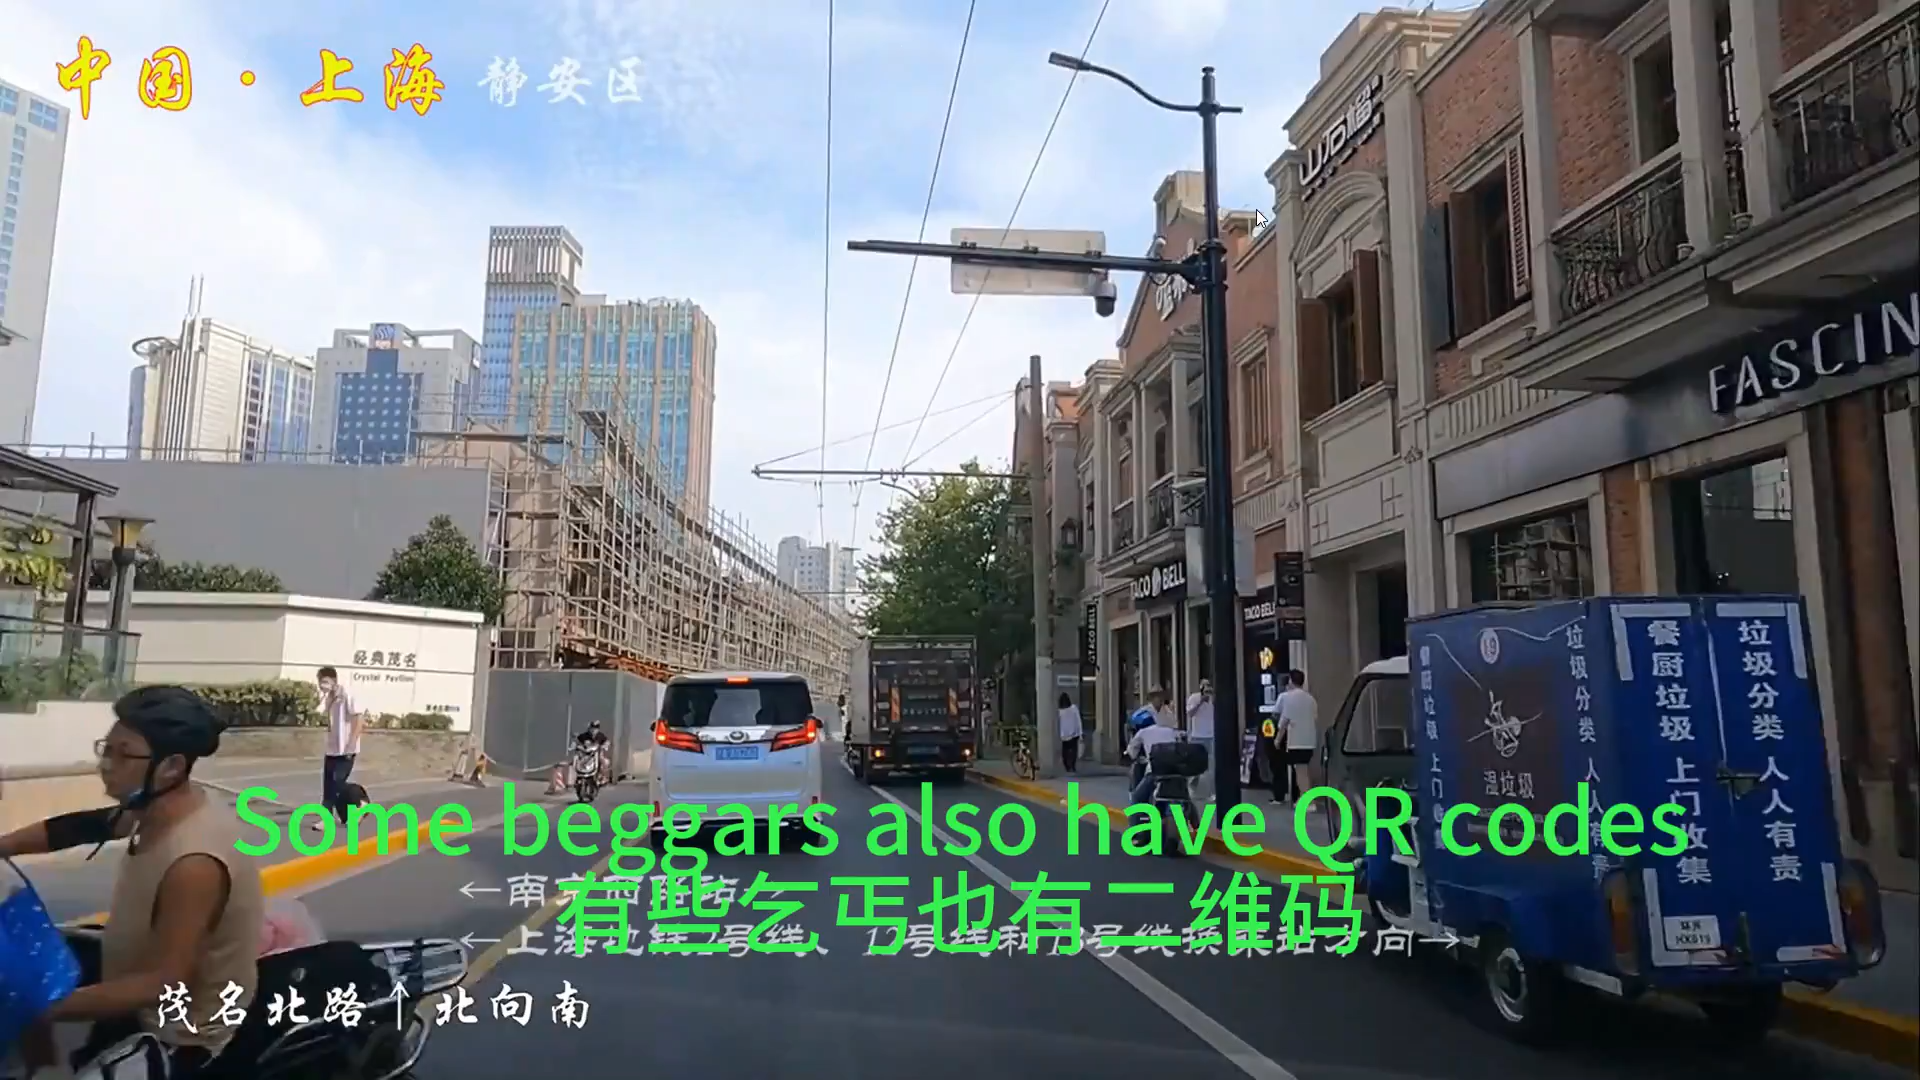 中国·上海 静安区
山石榴
FASCIN
TACO BELL
TACO BELL
TACO BELL
经典茂名
Crystal Pavilion
垃圾分类 人人有责
餐厨垃圾 上门收集
垃圾分类 人人有责
湿垃圾
Some beggars also have QR codes
有些乞丐也有二维码
茂名北路↑北向南